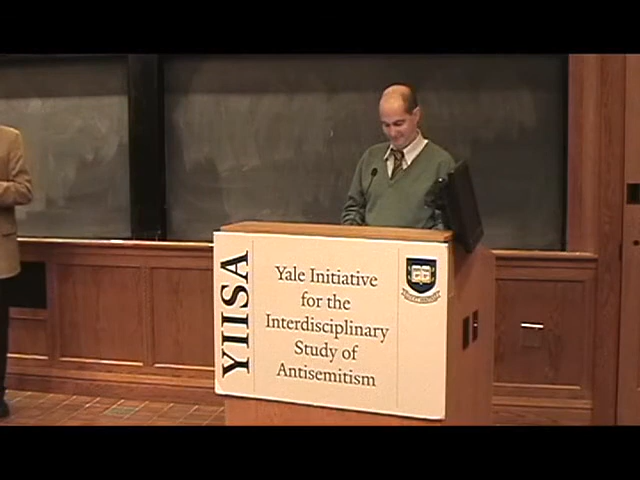 YIISA
Yale Initiative
for the
Interdisciplinary
Study of
Antisemitism